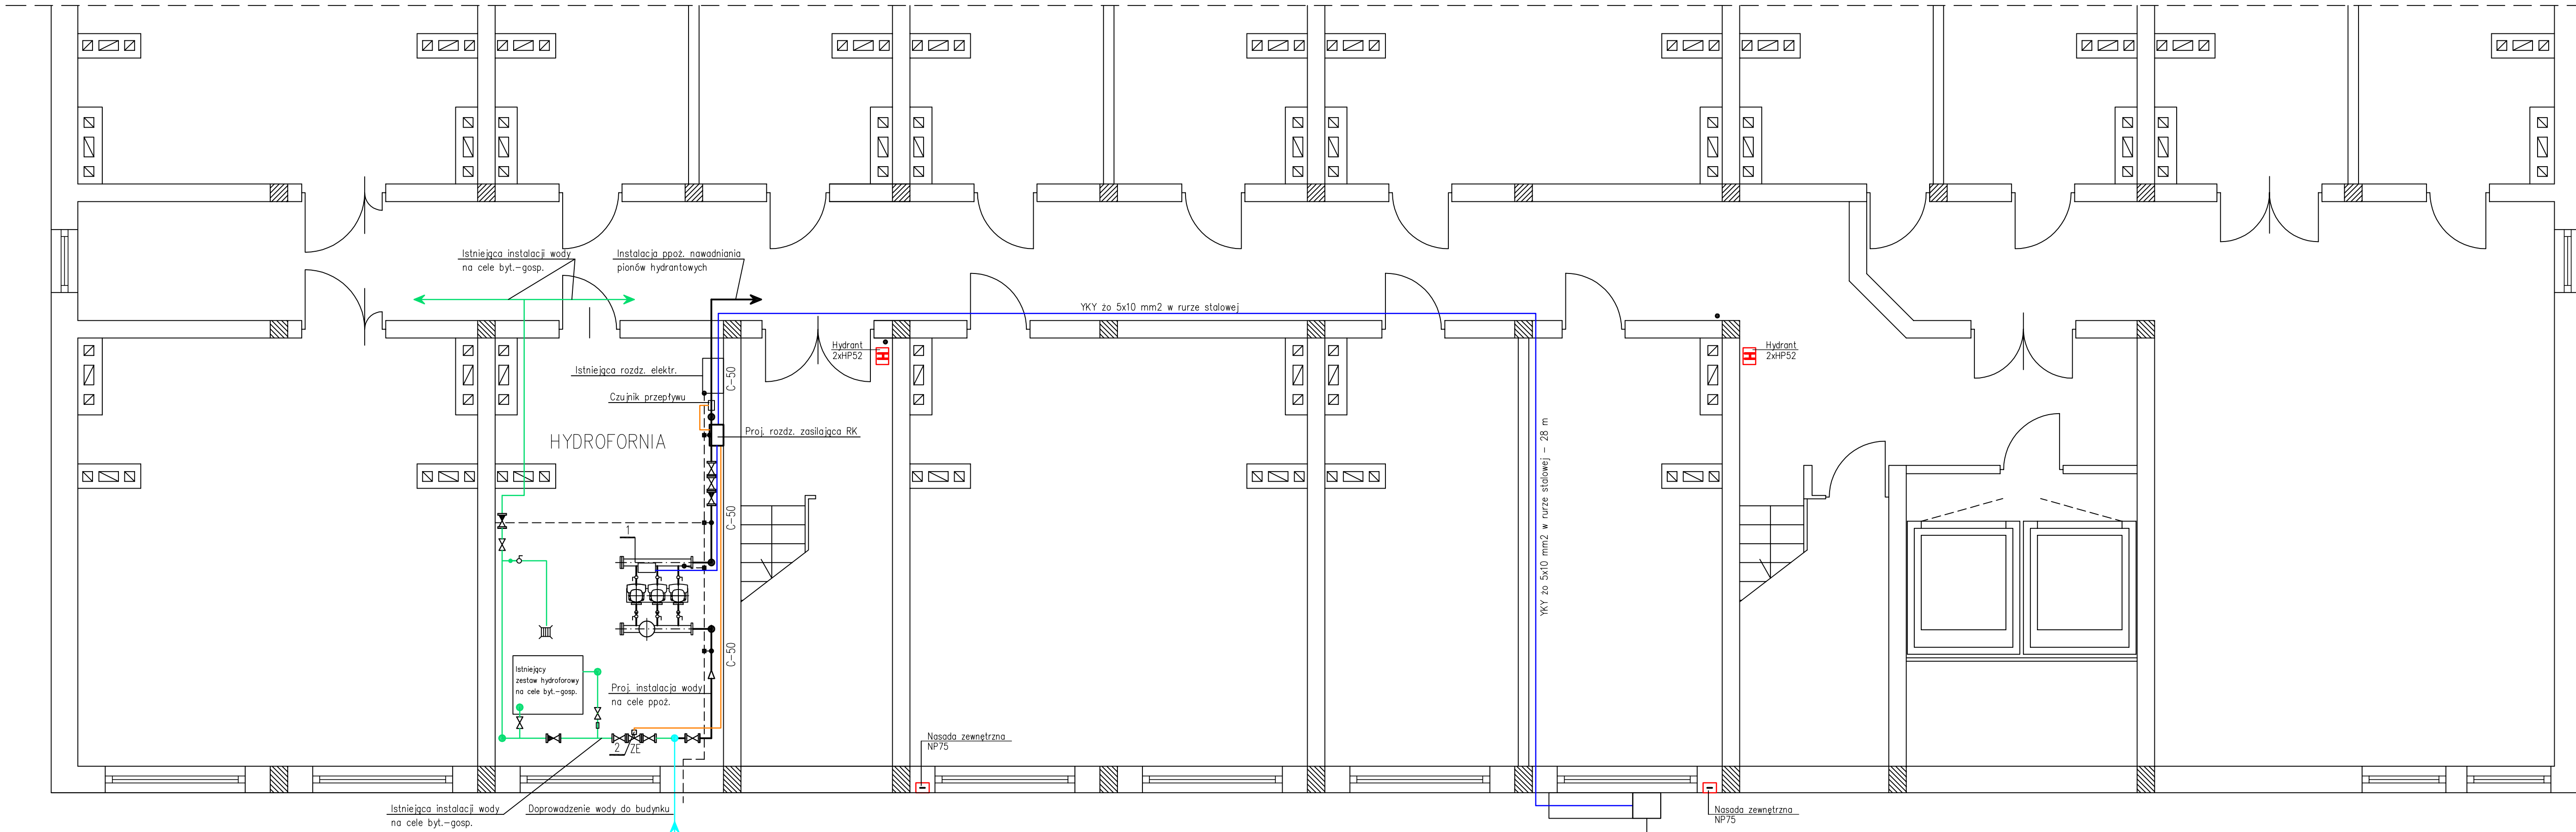 Istniejąca instalacji wody
na cele byt.-gosp.
Instalacja ppoż. nawadniania
pionów hydrantowych
YKY żo 5x10 mm2 w rurze stalowej
Hydrant
2xHP52
Hydrant
2xHP52
Istniejąca rozdz. elektr.
C-50
Czujnik przepływu
Proj. rozdz. zasilająca RK
HYDROFORNIA
YKY żo 5x10 mm2 w rurze stalowej - 28 m
C-50
1
C-50
Istniejący
zestaw hydroforowy
na cele byt.-gosp.
Proj. instalacja wody
na cele ppoż.
2
ZE
Nasada zewnętrzna
NP75
Istniejąca instalacji wody
na cele byt.-gosp.
Doprowadzenie wody do budynku
Nasada zewnętrzna
NP75